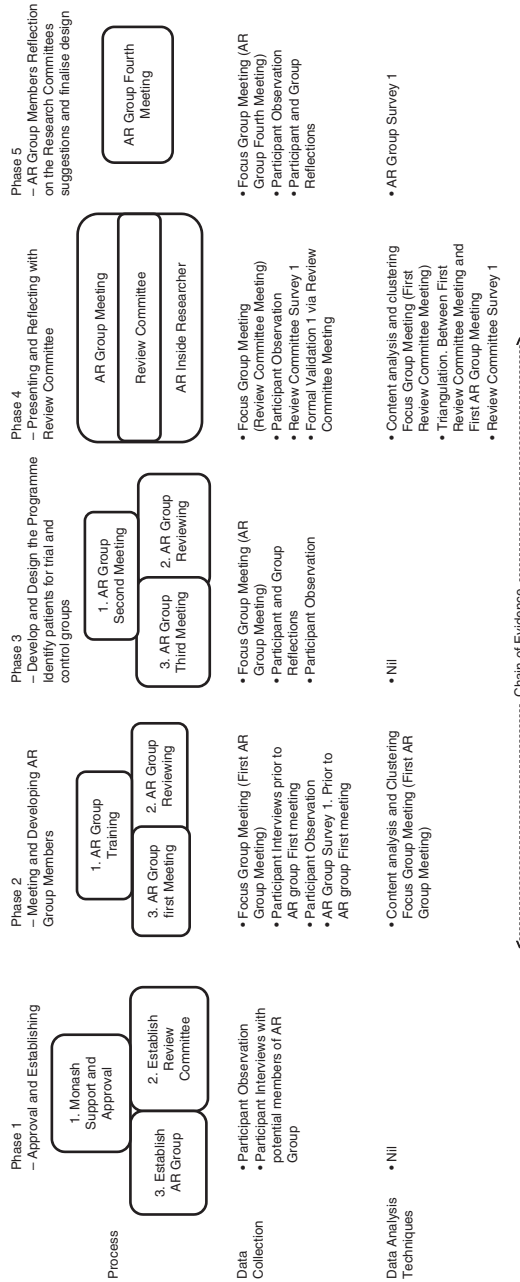 Phase 1
– Approval and Establishing
Phase 2
– Meeting and Developing AR
Group Members
Phase 3
– Develop and Design the Programme
Identify patients for trial and
control groups
Phase 4
– Presenting and Reflecting with
Review Committee
Phase 5
– AR Group Members Reflection
on the Research Committees
suggestions and finalise design
Process
1. Monash
Support and
Approval
2. Establish
Review
Committee
3. Establish
AR Group
1. AR Group
Training
2. AR Group
Reviewing
3. AR Group
first Meeting
1. AR Group
Second Meeting
2. AR Group
Reviewing
3. AR Group
Third Meeting
AR Group Meeting
Review Committee
AR Inside Researcher
AR Group Fourth
Meeting
Data
Collection
• Participant Observation
• Participant Interviews with
potential members of AR
Group
• Focus Group Meeting (First AR
Group Meeting)
• Participant Interviews prior to
AR group First meeting
• Participant Observation
• AR Group Survey 1. Prior to
AR group First meeting
• Focus Group Meeting (AR
Group Meeting)
• Participant and Group
Reflections
• Participant Observation
• Focus Group Meeting
(Review Committee Meeting)
• Participant Observation
• Review Committee Survey 1
• Formal Validation 1 via Review
Committee Meeting
• Focus Group Meeting (AR
Group Fourth Meeting)
• Participant Observation
• Participant and Group
Reflections
Data Analysis
Techniques
• Nil
• Content analysis and Clustering
Focus Group Meeting (First AR
Group Meeting)
• Nil
• Content analysis and clustering
Focus Group Meeting (First
Review Committee Meeting)
• Triangulation. Between First
Review Committee Meeting and
First AR Group Meeting
• Review Committee Survey 1
• AR Group Survey 1
Chain of Evidence